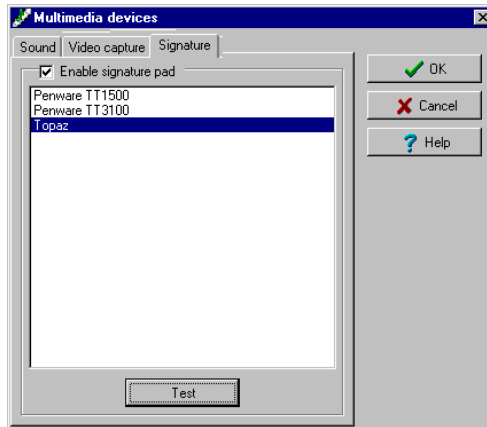 Multimedia devices
Sound Video capture Signature
Enable signature pad
Penware TT1500
Penware TT3100
Topaz
Test
OK
Cancel
Help